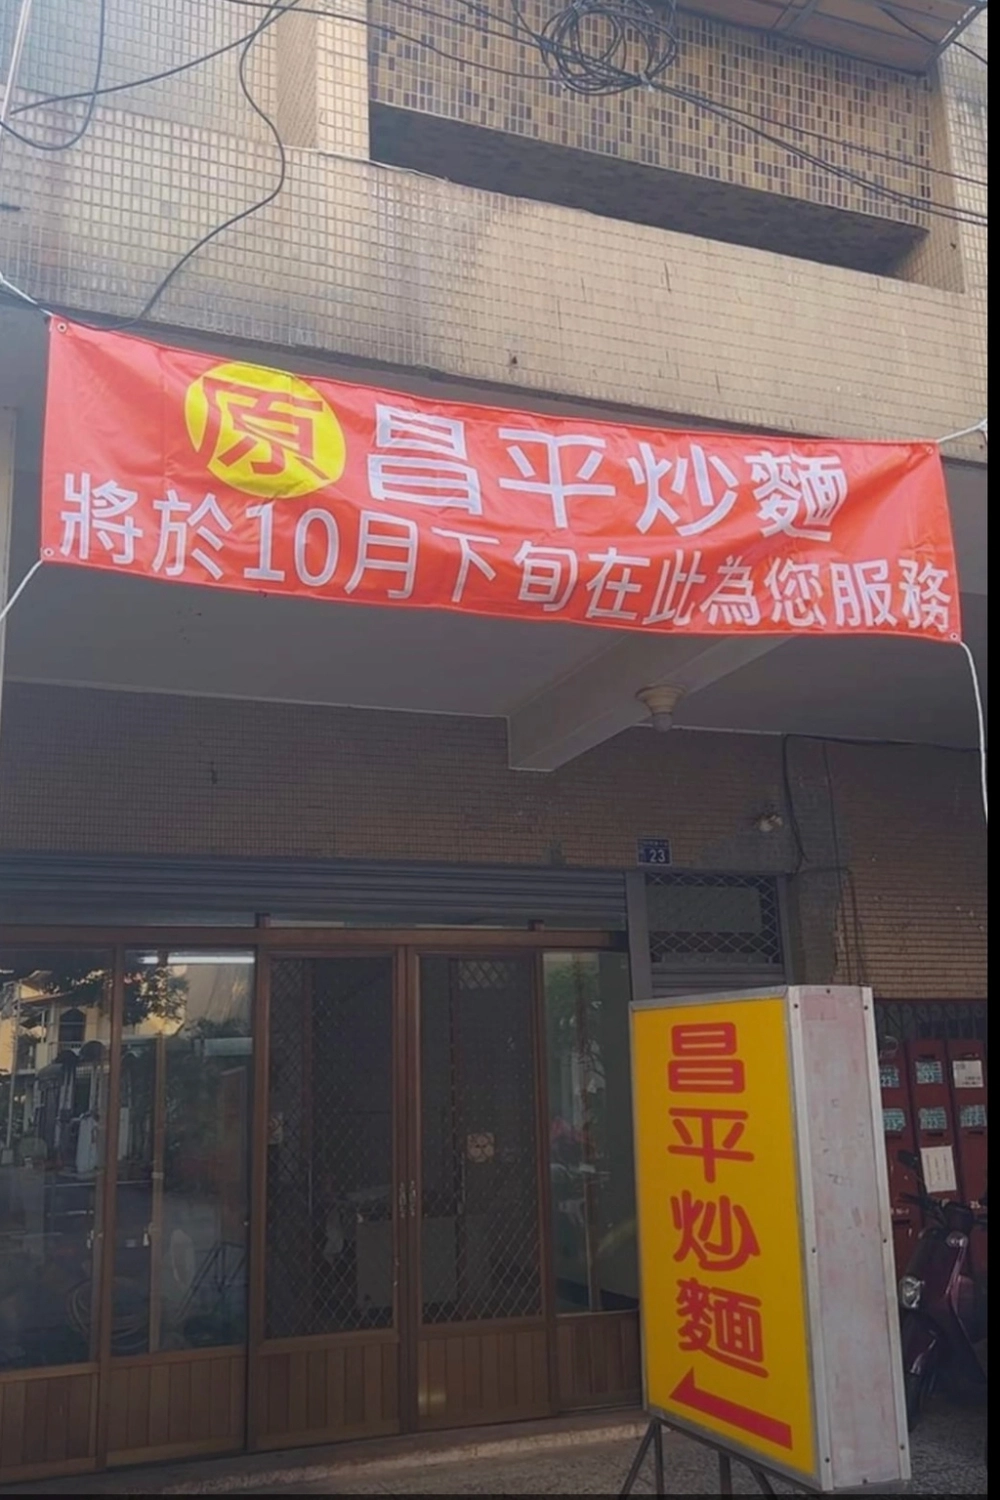 原 昌平炒麵
將於10月下旬在此為您服務
23
昌平炒麵